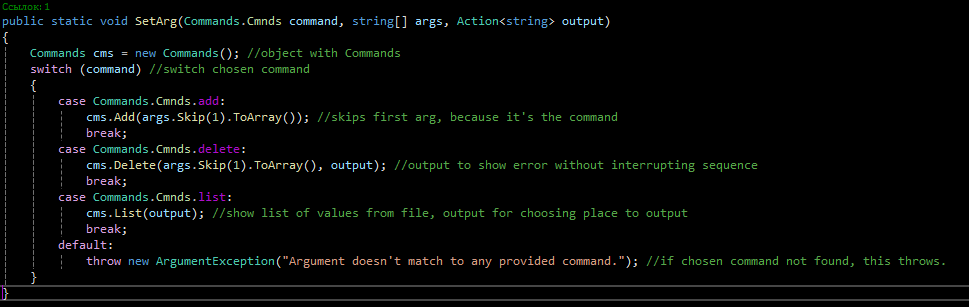 Ссылок: 1
public static void SetArg(Commands.Cmnds command, string[] args, Action<string> output)
{
    Commands cms = new Commands(); //object with Commands
    switch (command) //switch chosen command
    {
        case Commands.Cmnds.add:
            cms.Add(args.Skip(1).ToArray()); //skips first arg, because it's the command
            break;
        case Commands.Cmnds.delete:
            cms.Delete(args.Skip(1).ToArray(), output); //output to show error without interrupting sequence
            break;
        case Commands.Cmnds.list:
            cms.List(output); //show list of values from file, output for choosing place to output
            break;
        default:
            throw new ArgumentException("Argument doesn't match to any provided command."); //if chosen command not found, this throws.
    }
}